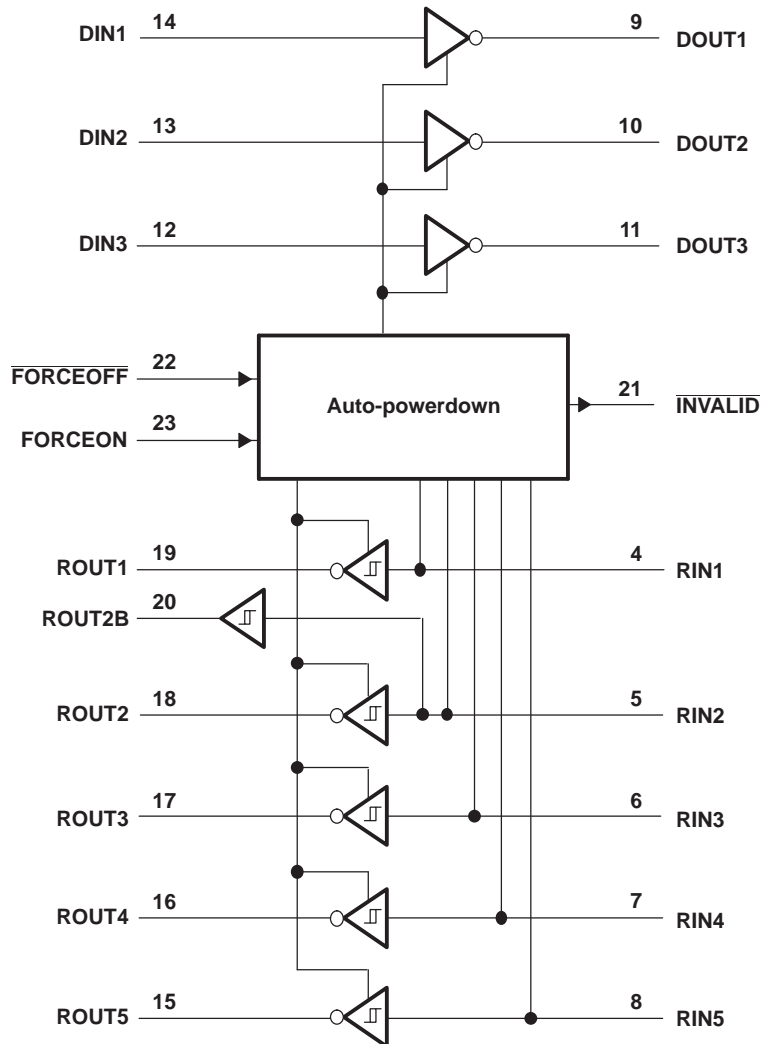 DIN1 14 9 DOUT1
DIN2 13 10 DOUT2
DIN3 12 11 DOUT3
FORCEOFF 22
Auto-powerdown 21 INVALID
FORCEON 23
ROUT1 19 4 RIN1
ROUT2B 20
ROUT2 18 5 RIN2
ROUT3 17 6 RIN3
ROUT4 16 7 RIN4
ROUT5 15 8 RIN5